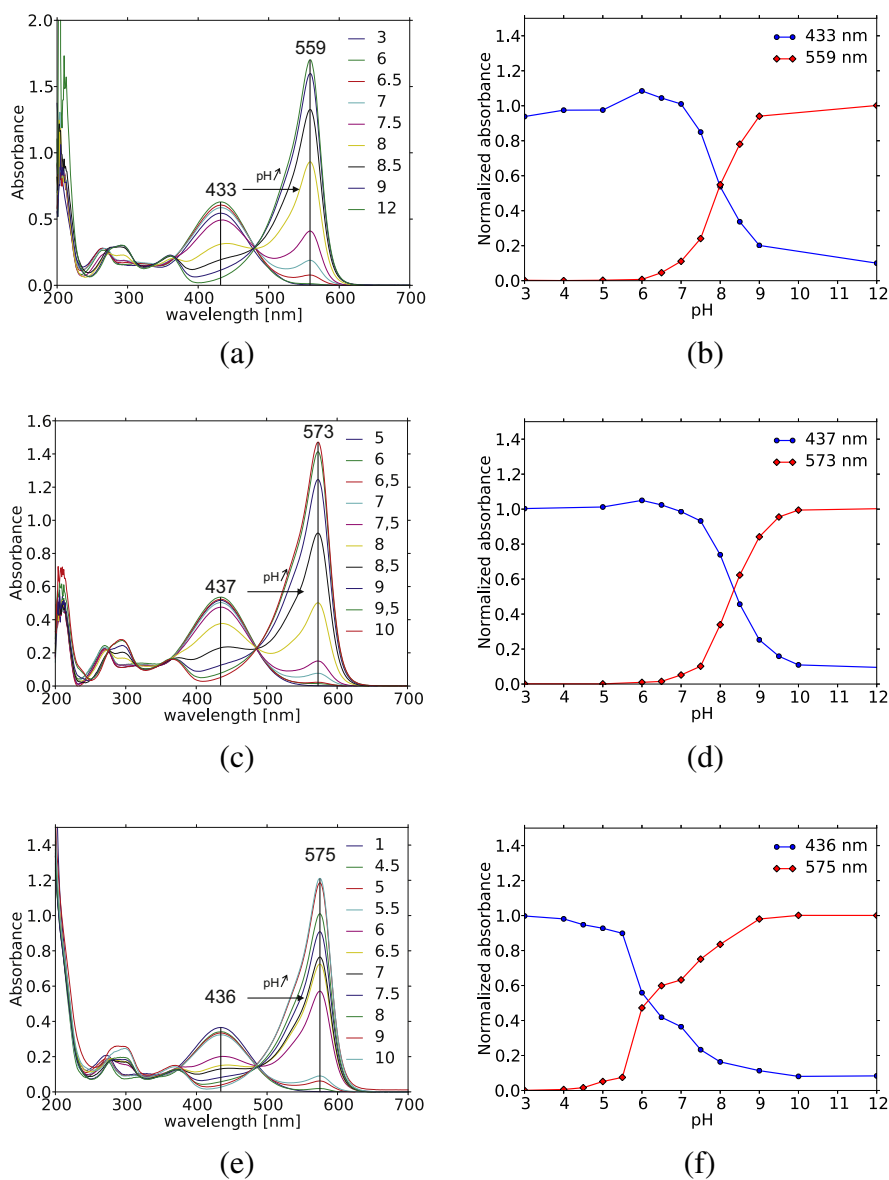 Absorbance
2.0
1.5
1.0
0.5
0.0
200 300 400 500 600 700
wavelength [nm]
559
433
pH↗
3
6
6.5
7
7.5
8
8.5
9
12
(a)
Normalized absorbance
1.4
1.2
1.0
0.8
0.6
0.4
0.2
0.0
3 4 5 6 7 8 9 10 12
pH
433 nm
559 nm
(b)
Absorbance
1.6
1.4
1.2
1.0
0.8
0.6
0.4
0.2
0.0
200 300 400 500 600 700
wavelength [nm]
573
437
pH↗
5
6
6,5
7
7,5
8
8,5
9
9,5
10
(c)
Normalized absorbance
1.4
1.2
1.0
0.8
0.6
0.4
0.2
0.0
3 4 5 6 7 8 9 10 12
pH
437 nm
573 nm
(d)
Absorbance
1.4
1.2
1.0
0.8
0.6
0.4
0.2
0.0
200 300 400 500 600 700
wavelength [nm]
575
436
pH↗
1
4.5
5
5.5
6
6.5
7
7.5
8
9
10
(e)
Normalized absorbance
1.4
1.2
1.0
0.8
0.6
0.4
0.2
0.0
3 4 5 6 7 8 9 10 12
pH
436 nm
575 nm
(f)